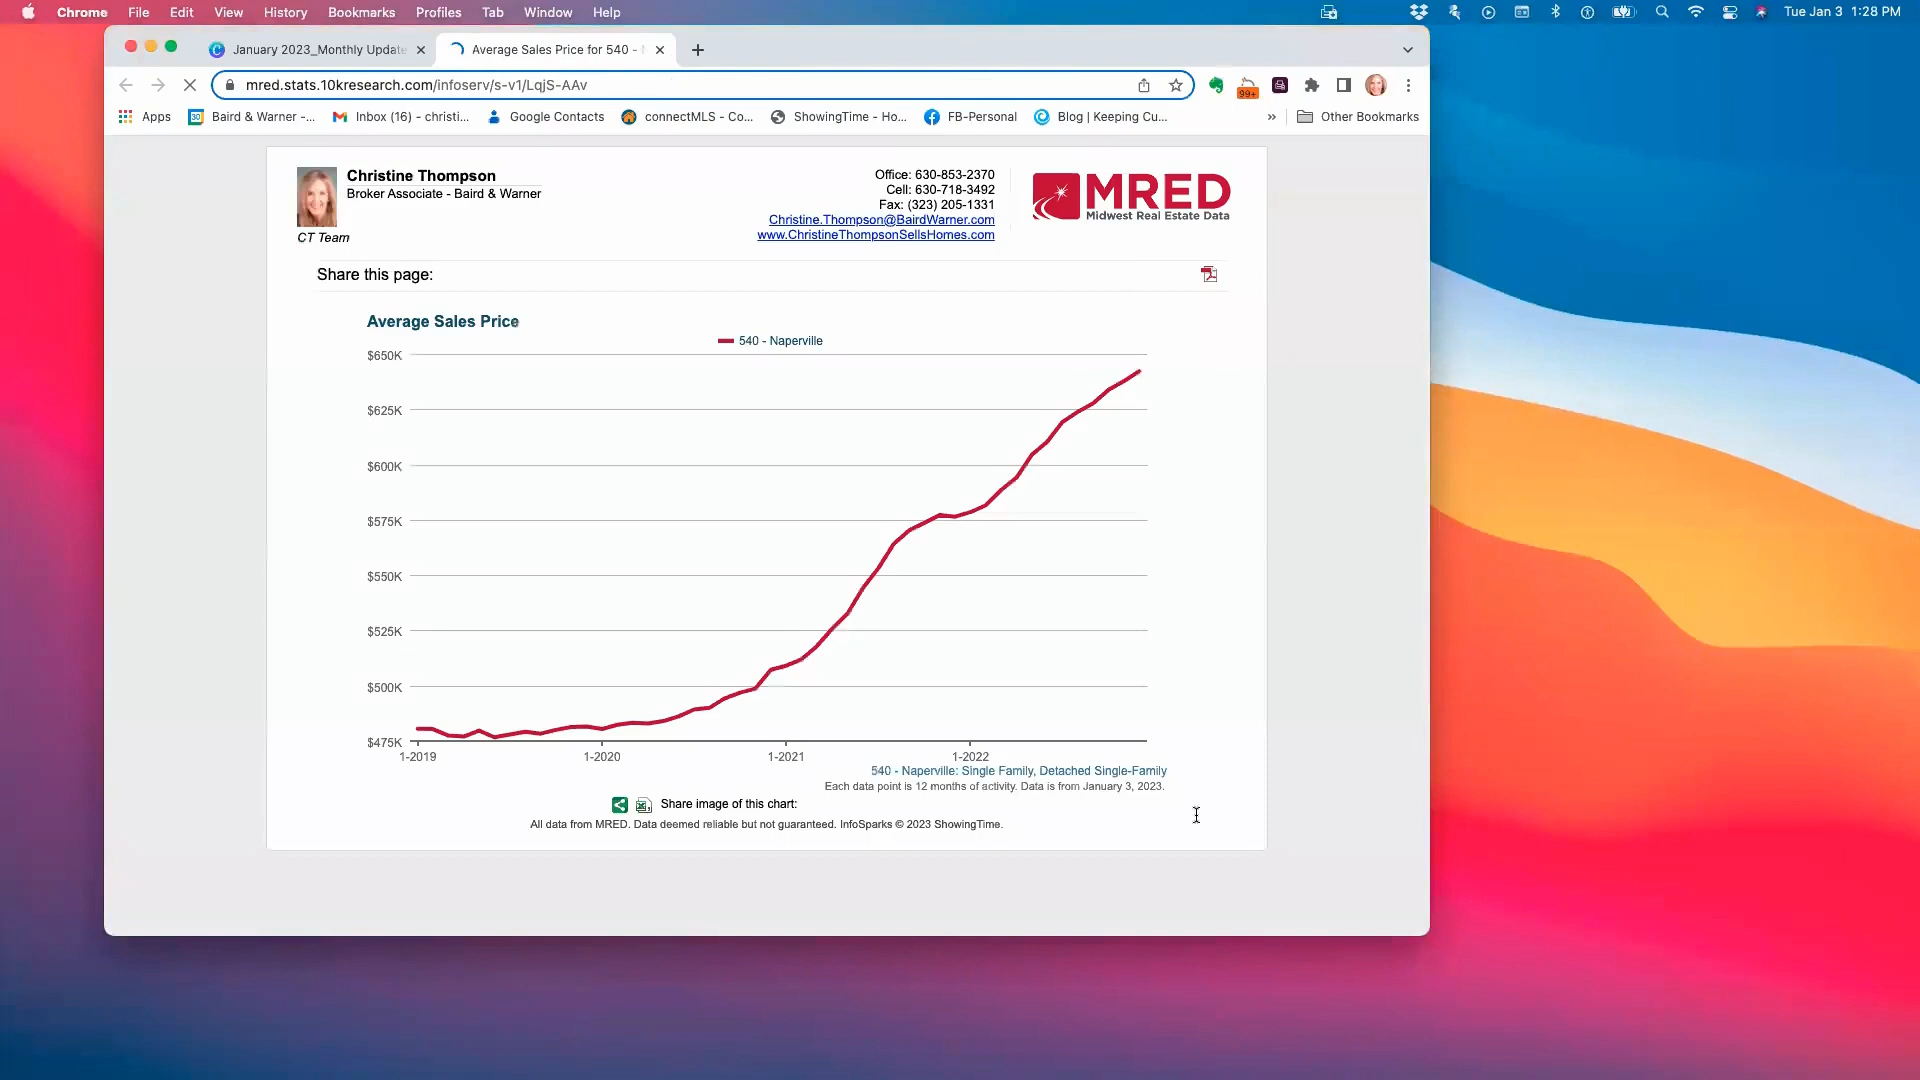 Chrome File Edit View History Bookmarks Profiles Tab Window Help Tue Jan 3 1:28 PM
January 2023_Monthly Update Average Sales Price for 540 -
mred.stats.10kresearch.com/infoserv/s-v1/LqjS-AAv 99+
Apps 30 Baird & Warner -... Inbox (16) - christi... Google Contacts connectMLS - Co... ShowingTime - Ho... FB-Personal Blog | Keeping Cu... » Other Bookmarks
Christine Thompson
Broker Associate - Baird & Warner
CT Team
Office: 630-853-2370
Cell: 630-718-3492
Fax: (323) 205-1331
Christine.Thompson@BairdWarner.com
www.ChristineThompsonSellsHomes.com
MRED
Midwest Real Estate Data
Share this page:
Average Sales Price
540 - Naperville
$650K
$625K
$600K
$575K
$550K
$525K
$500K
$475K
1-2019 1-2020 1-2021 1-2022
540 - Naperville: Single Family, Detached Single-Family
Each data point is 12 months of activity. Data is from January 3, 2023.
Share image of this chart:
All data from MRED. Data deemed reliable but not guaranteed. InfoSparks © 2023 ShowingTime.